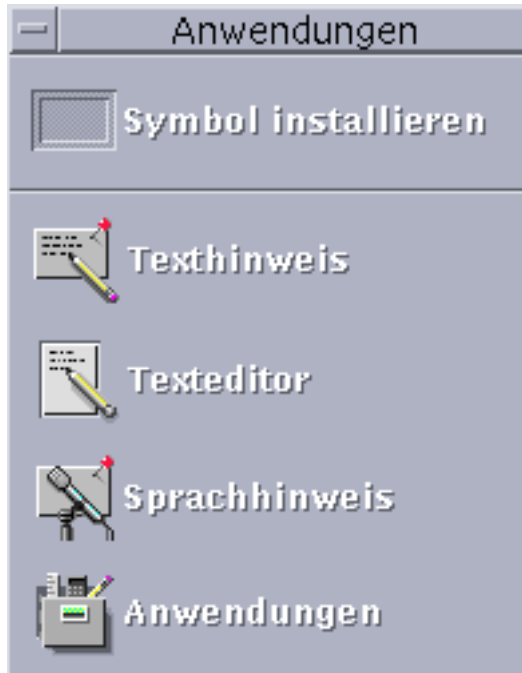 Anwendungen
Symbol installieren
Texthinweis
Texteditor
Sprachhinweis
Anwendungen